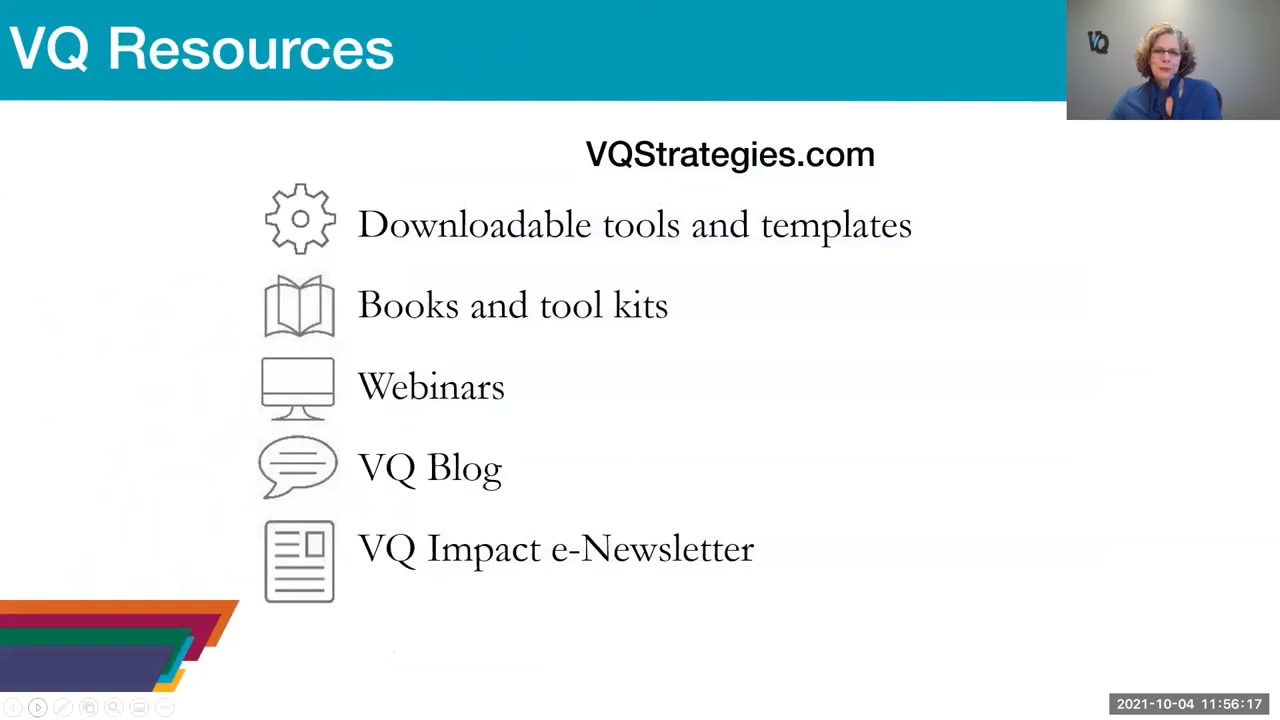 VQ Resources
VQ
VQStrategies.com
Downloadable tools and templates
Books and tool kits
Webinars
VQ Blog
VQ Impact e-Newsletter
2021-10-04 11:56:17